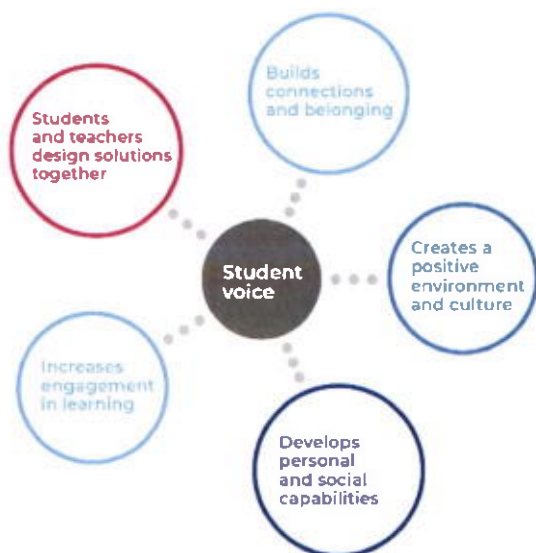 Builds
connections
and belonging
Students
and teachers
design solutions
together
Student
voice
Creates a
positive
environment
and culture
Increases
engagement
in learning
Develops
personal
and social
capabilities